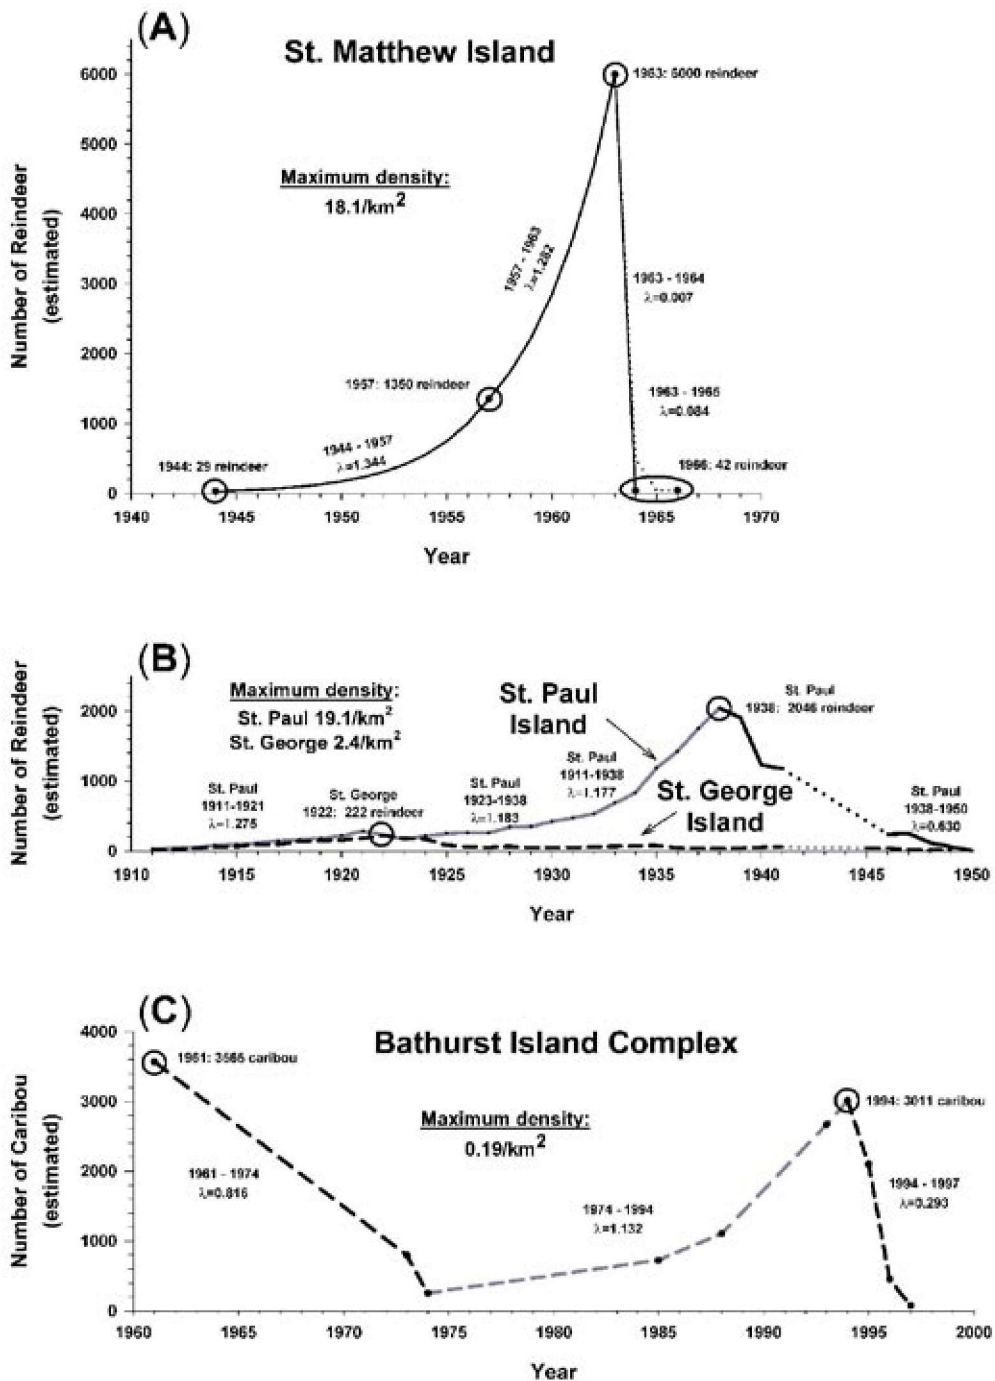 (A)
St. Matthew Island
6000
5000
4000
3000
2000
1000
0
Number of Reindeer
(estimated)
1963: 6000 reindeer
Maximum density:
18.1/km2
1957 - 1963
λ=1.282
1963 - 1964
λ=0.007
1957: 1350 reindeer
1963 - 1966
λ=0.084
1944 - 1957
λ=1.344
1944: 29 reindeer
1966: 42 reindeer
1940 1945 1950 1955 1960 1965 1970
Year
(B)
Number of Reindeer
(estimated)
2000
1000
0
Maximum density:
St. Paul 19.1/km2
St. George 2.4/km2
St. Paul
Island
St. Paul
1938: 2046 reindeer
St. Paul
1911-1921
λ=1.275
St. George
1922: 222 reindeer
St. Paul
1923-1938
λ=1.183
St. Paul
1911-1938
λ=1.177
St. George
Island
St. Paul
1938-1950
λ=0.630
1910 1915 1920 1925 1930 1935 1940 1945 1950
Year
(C)
Bathurst Island Complex
Number of Caribou
(estimated)
4000
3000
2000
1000
0
1961: 3565 caribou
Maximum density:
0.19/km2
1994: 3011 caribou
1961 - 1974
λ=0.816
1974 - 1994
λ=1.132
1994 - 1997
λ=0.293
1960 1965 1970 1975 1980 1985 1990 1995 2000
Year